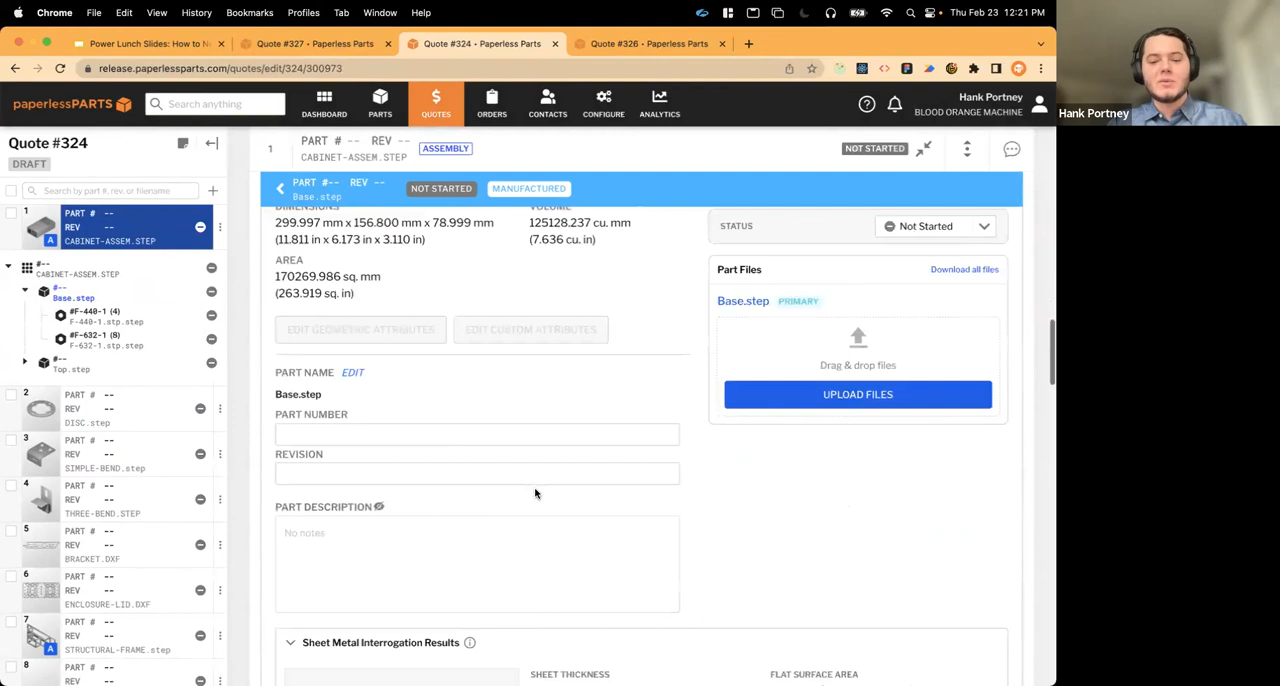 Chrome File Edit View History Bookmarks Profiles Tab Window Help Thu Feb 23 12:21 PM
Power Lunch Slides: How to N Quote #327 • Paperless Parts Quote #324 • Paperless Parts Quote #326 • Paperless Parts
release.paperlessparts.com/quotes/edit/324/300973
paperlessPARTS Search anything DASHBOARD PARTS QUOTES ORDERS CONTACTS CONFIGURE ANALYTICS Hank Portney
BLOOD ORANGE MACHINE
Hank Portney
Quote #324
DRAFT
Search by part #, rev, or filename
1 PART # --
REV --
CABINET-ASSEM.STEP
A
#--
CABINET-ASSEM.STEP
#--
Base.step
#F-440-1 (4)
F-440-1.stp.step
#F-632-1 (8)
F-632-1.stp.step
#--
Top.step
2 PART # --
REV --
DISC.step
3 PART # --
REV --
SIMPLE-BEND.step
4 PART # --
REV --
THREE-BEND.STEP
5 PART # --
REV --
BRACKET.DXF
6 PART # --
REV --
ENCLOSURE-LID.DXF
7 PART # --
REV --
STRUCTURAL-FRAME.step
A
8 PART # --
REV --
1 PART # -- REV --
CABINET-ASSEM.STEP
ASSEMBLY
NOT STARTED
PART #-- REV --
Base.step
NOT STARTED
MANUFACTURED
DIMENSIONS VOLUME
299.997 mm x 156.800 mm x 78.999 mm 125128.237 cu. mm
(11.811 in x 6.173 in x 3.110 in) (7.636 cu. in)
AREA
170269.986 sq. mm
(263.919 sq. in)
EDIT GEOMETRIC ATTRIBUTES EDIT CUSTOM ATTRIBUTES
PART NAME EDIT
Base.step
PART NUMBER
REVISION
PART DESCRIPTION
No notes
Sheet Metal Interrogation Results
SHEET THICKNESS FLAT SURFACE AREA
STATUS Not Started
Part Files Download all files
Base.step PRIMARY
Drag & drop files
UPLOAD FILES